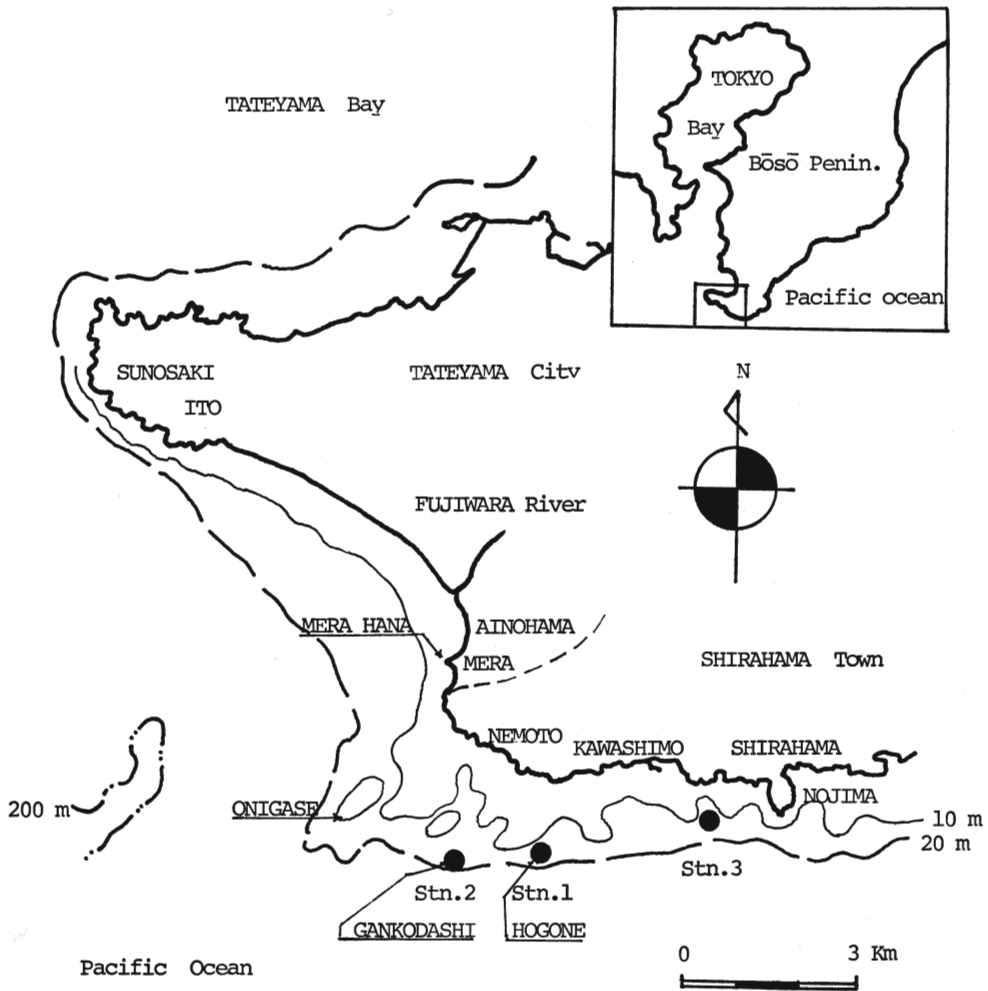 TATEYAMA Bay
TOKYO
Bay
Bōsō Penin.
Pacific ocean
SUNOSAKI
ITO
TATEYAMA Citv
N
FUJIWARA River
MERA HANA
AINOHAMA
MERA
SHIRAHAMA Town
NEMOTO
KAWASHIMO
SHIRAHAMA
NOJIMA
200 m
ONIGASE
10 m
20 m
Stn.3
Stn.2
Stn.1
GANKODASHI
HOGONE
Pacific Ocean
0 3 Km